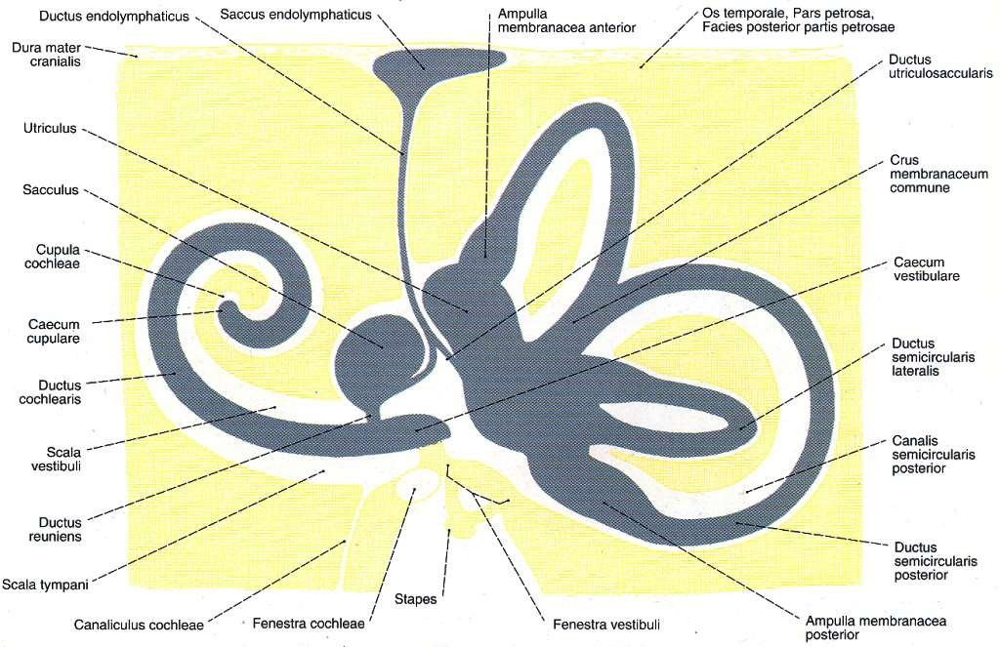 Ductus endolymphaticus
Saccus endolymphaticus
Ampulla
membranacea anterior
Os temporale, Pars petrosa,
Facies posterior partis petrosae
Dura mater
cranialis
Ductus
utriculosaccularis
Utriculus
Crus
membranaceum
commune
Sacculus
Cupula
cochleae
Caecum
vestibulare
Caecum
cupulare
Ductus
semicircularis
lateralis
Ductus
cochlearis
Scala
vestibuli
Canalis
semicircularis
posterior
Ductus
reuniens
Ductus
semicircularis
posterior
Scala tympani
Stapes
Canaliculus cochleae
Fenestra cochleae
Fenestra vestibuli
Ampulla membranacea
posterior